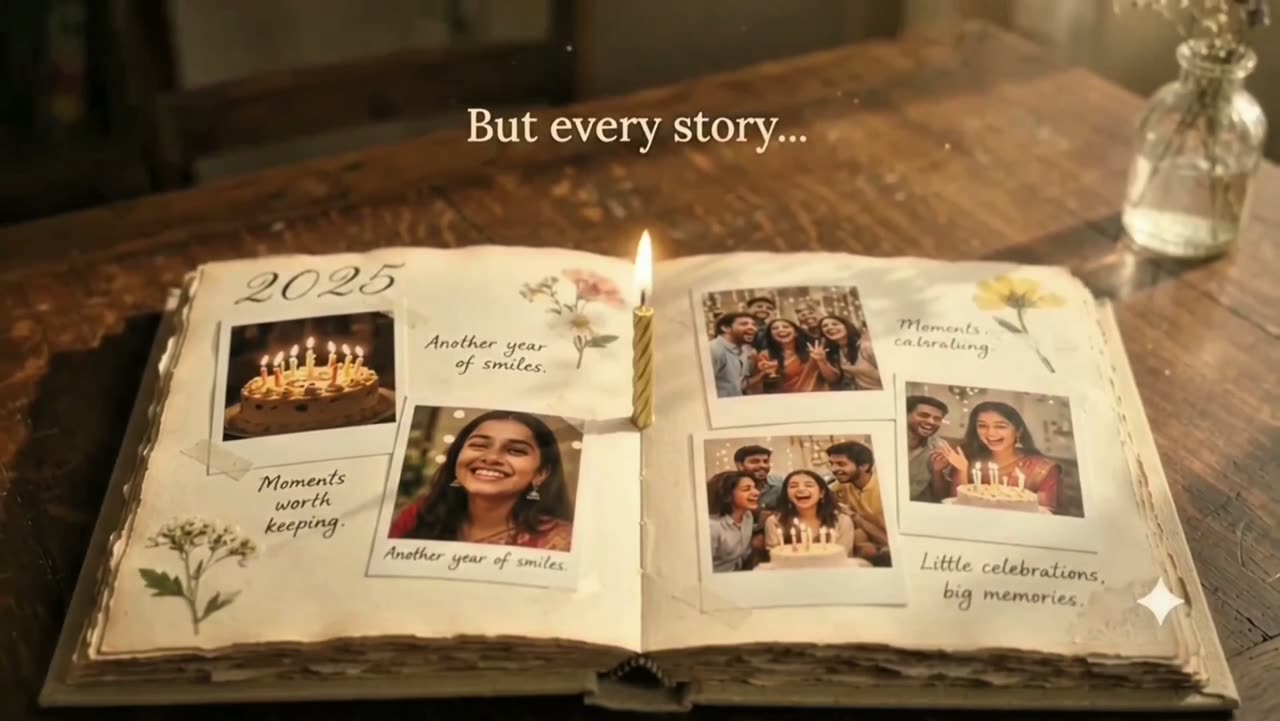 But every story...
2025
Another year
of smiles.
Moments
worth
keeping.
Another year of smiles.
Moments.
Little celebrations,
big memories.